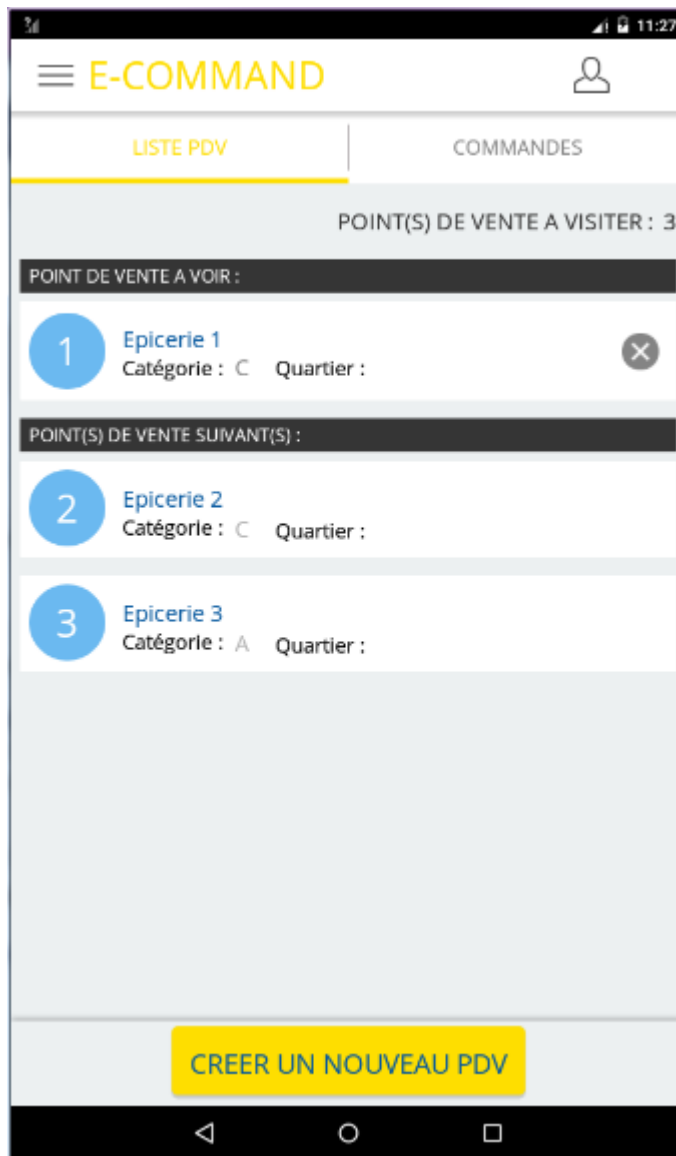 11:27
E-COMMAND
LISTE PDV
COMMANDES
POINT(S) DE VENTE A VISITER : 3
POINT DE VENTE A VOIR :
1
Epicerie 1
Catégorie : C Quartier :
POINT(S) DE VENTE SUIVANT(S) :
2
Epicerie 2
Catégorie : C Quartier :
3
Epicerie 3
Catégorie : A Quartier :
CREER UN NOUVEAU PDV